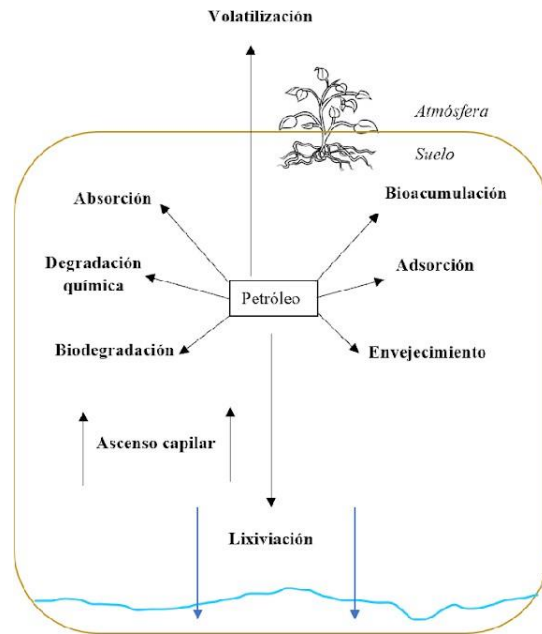 Volatilización
Atmósfera
Suelo
Absorción
Bioacumulación
Degradación
química
Adsorción
Petróleo
Biodegradación
Envejecimiento
Ascenso capilar
Lixiviación